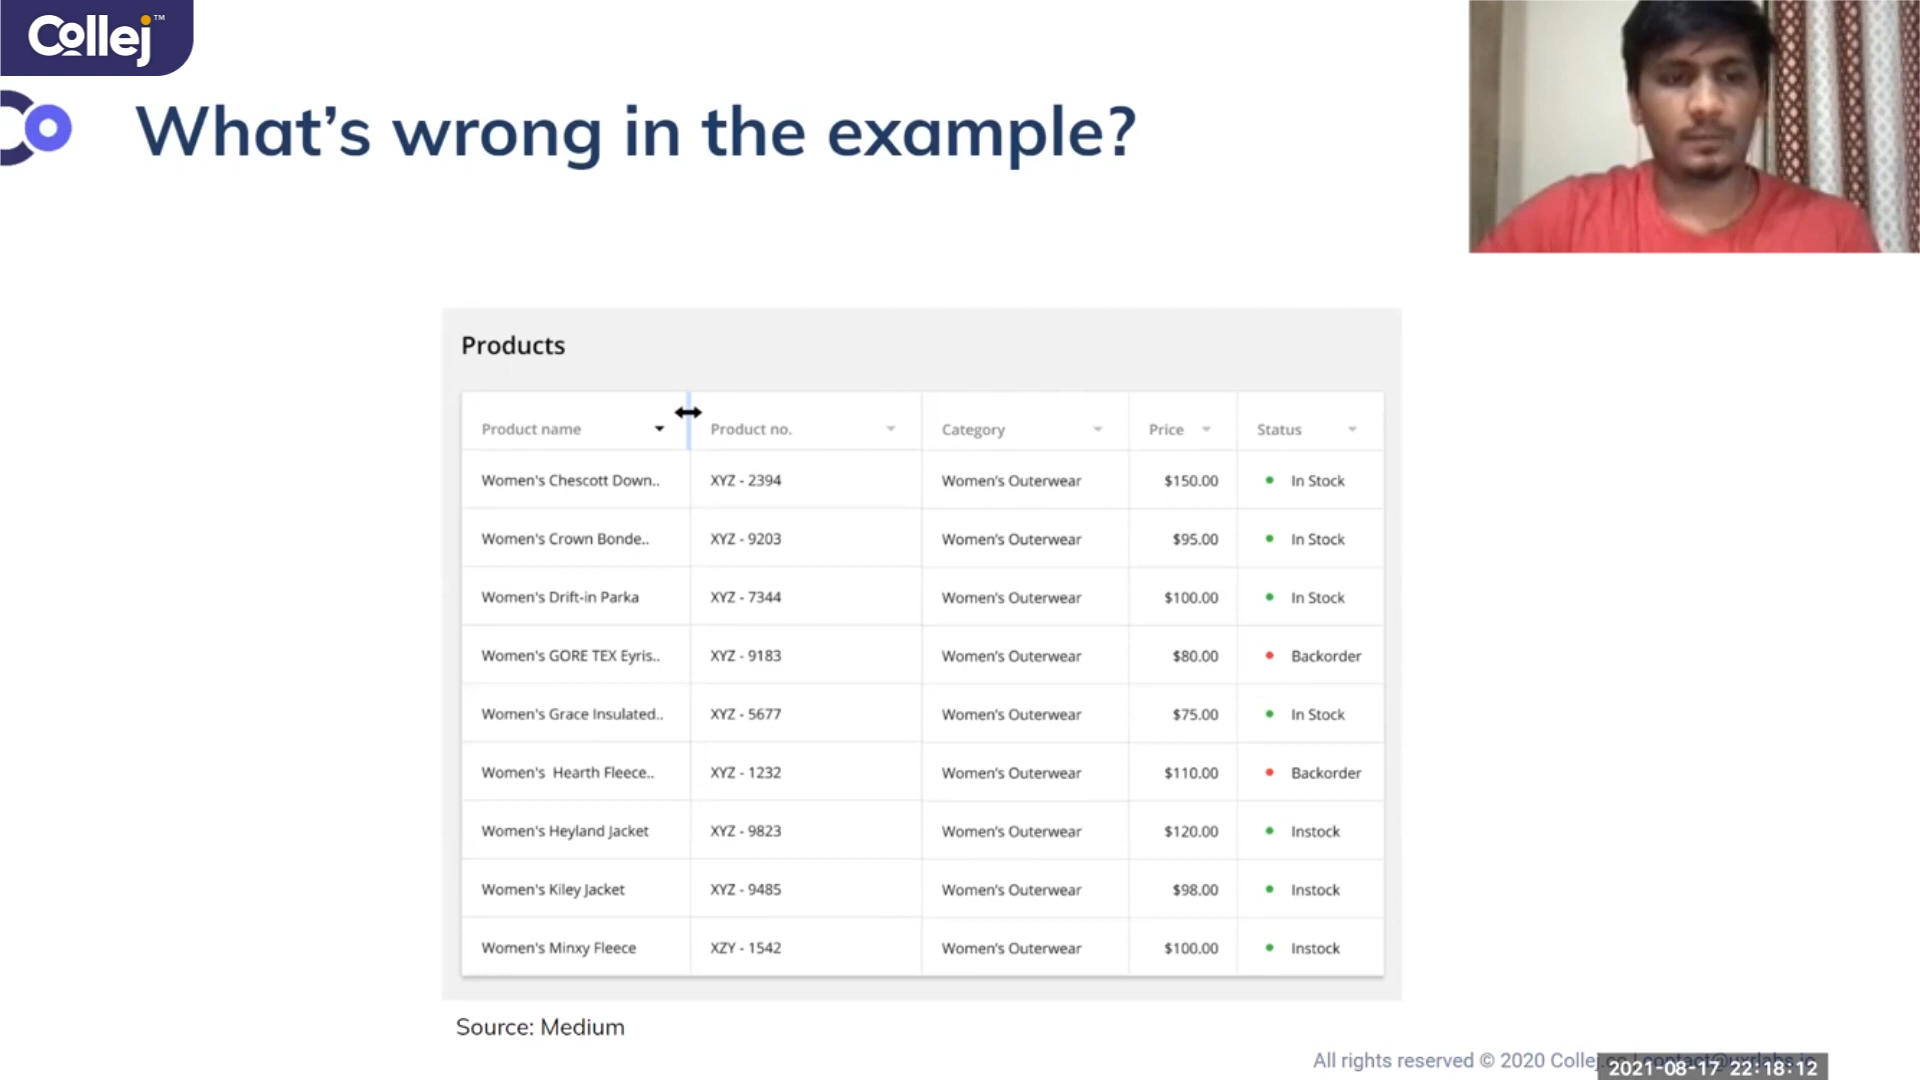 Collej™
What's wrong in the example?
Products
Product name Product no. Category Price Status
Women's Chescott Down.. XYZ - 2394 Women's Outerwear $150.00 In Stock
Women's Crown Bonde.. XYZ - 9203 Women's Outerwear $95.00 In Stock
Women's Drift-in Parka XYZ - 7344 Women's Outerwear $100.00 In Stock
Women's GORE TEX Eyris.. XYZ - 9183 Women's Outerwear $80.00 Backorder
Women's Grace Insulated.. XYZ - 5677 Women's Outerwear $75.00 In Stock
Women's  Hearth Fleece.. XYZ - 1232 Women's Outerwear $110.00 Backorder
Women's Heyland Jacket XYZ - 9823 Women's Outerwear $120.00 Instock
Women's Kiley Jacket XYZ - 9485 Women's Outerwear $98.00 Instock
Women's Minxy Fleece XZY - 1542 Women's Outerwear $100.00 Instock
Source: Medium
All rights reserved © 2020
2021-08-17 22:18:12